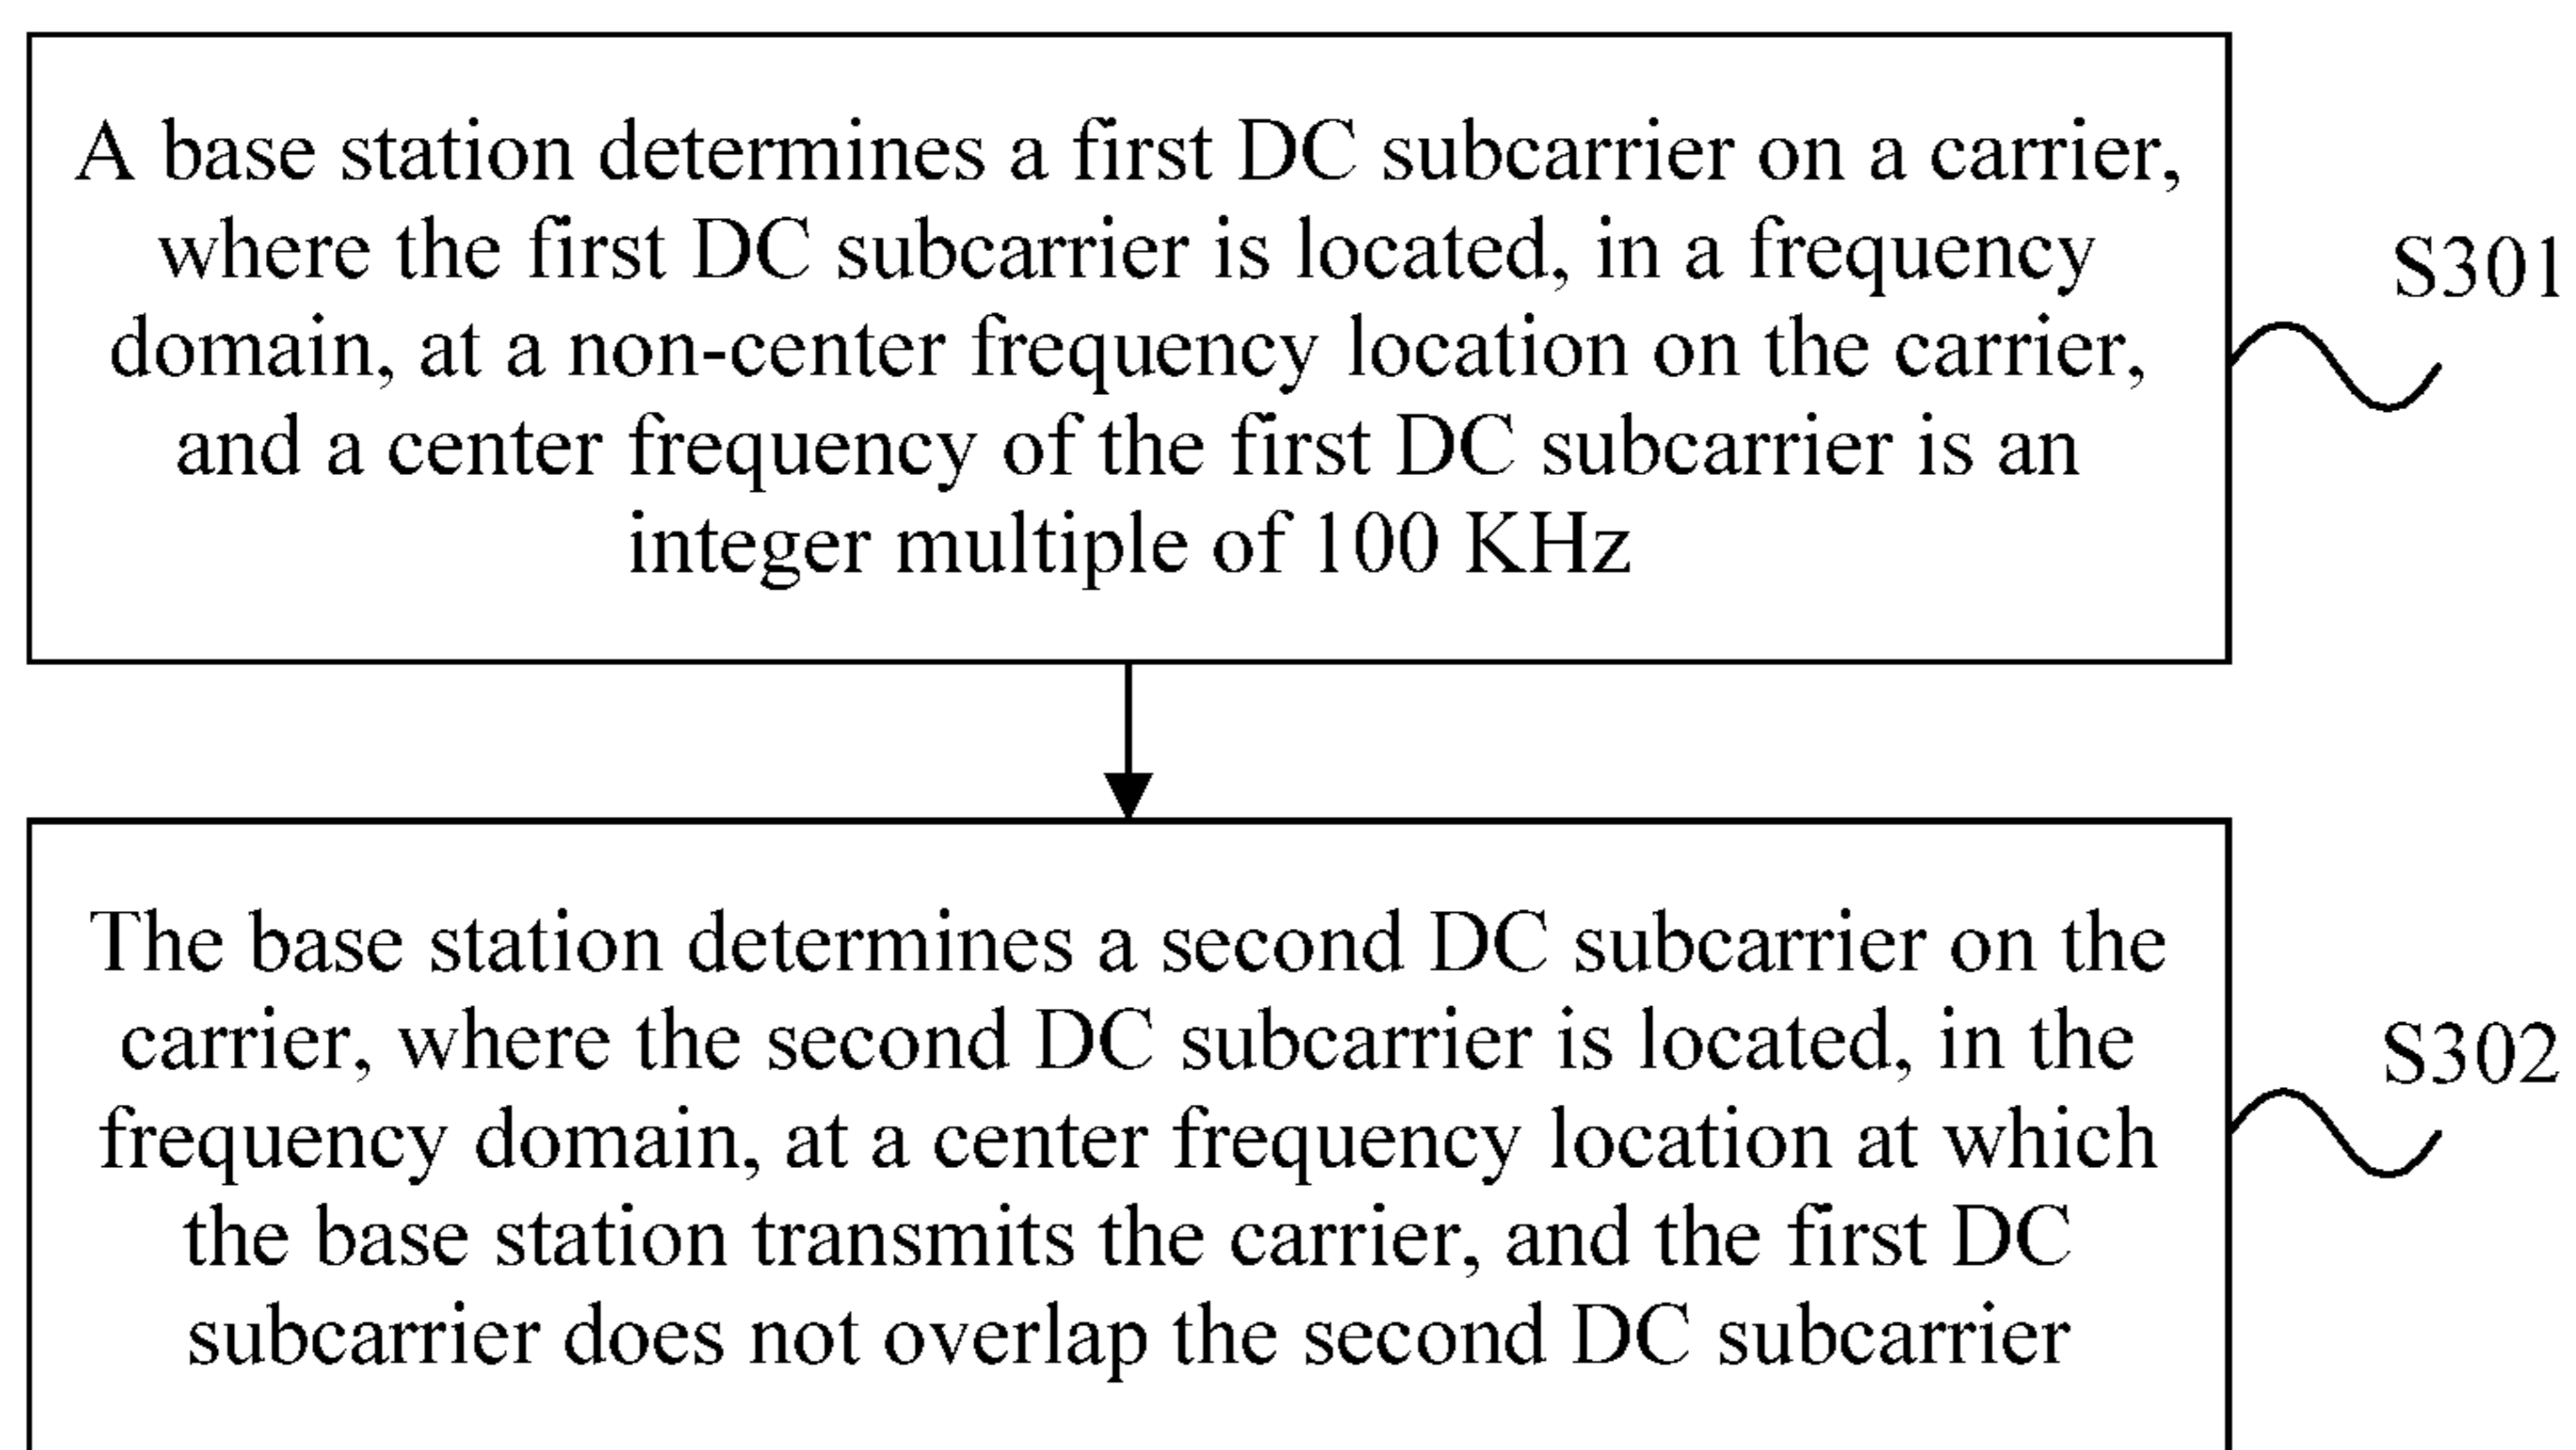 A base station determines a first DC subcarrier on a carrier,
where the first DC subcarrier is located, in a frequency
domain, at a non-center frequency location on the carrier,
and a center frequency of the first DC subcarrier is an
integer multiple of 100 KHz
S301
The base station determines a second DC subcarrier on the
carrier, where the second DC subcarrier is located, in the
frequency domain, at a center frequency location at which
the base station transmits the carrier, and the first DC
subcarrier does not overlap the second DC subcarrier
S302